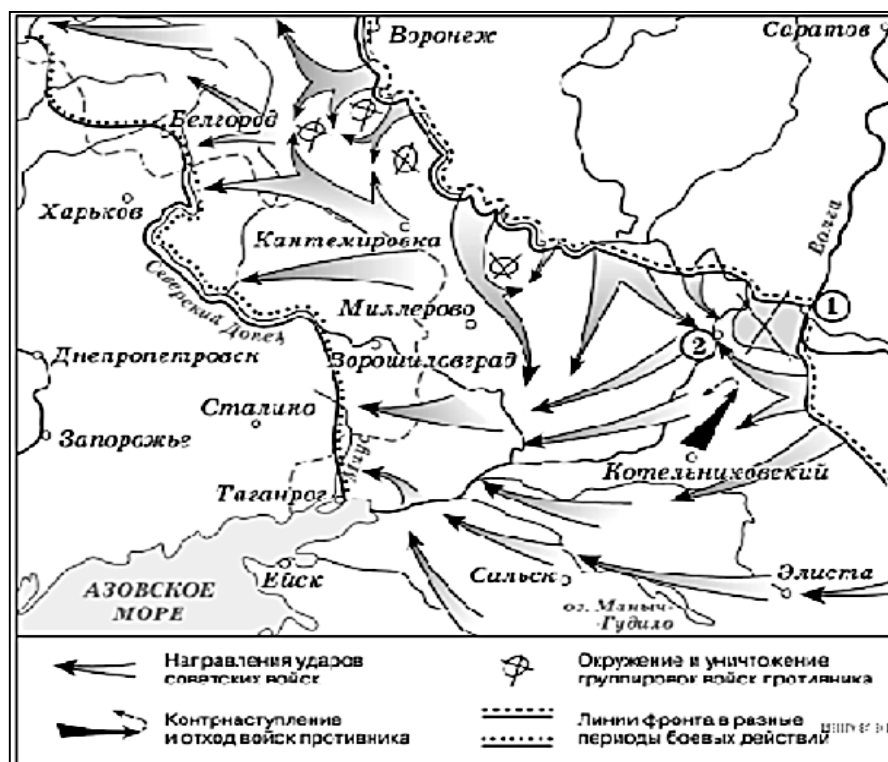 Воронеж
Саратов
Белгород
Волга
Харьков
Кантемировка
Северский Донец
Миллерово
1
2
Днепропетровск
Ворошиловград
Сталино
Запорожье
Миус
Котельниковский
Таганрог
АЗОВСКОЕ
МОРЕ
Ейск
Сальск
Элиста
оз. Маныч-
-Гудило
Направления ударов
советских войск
Окружение и уничтожение
группировок войск противника
Контрнаступление
и отход войск противника
Линии фронта в разные
периоды боевых действий